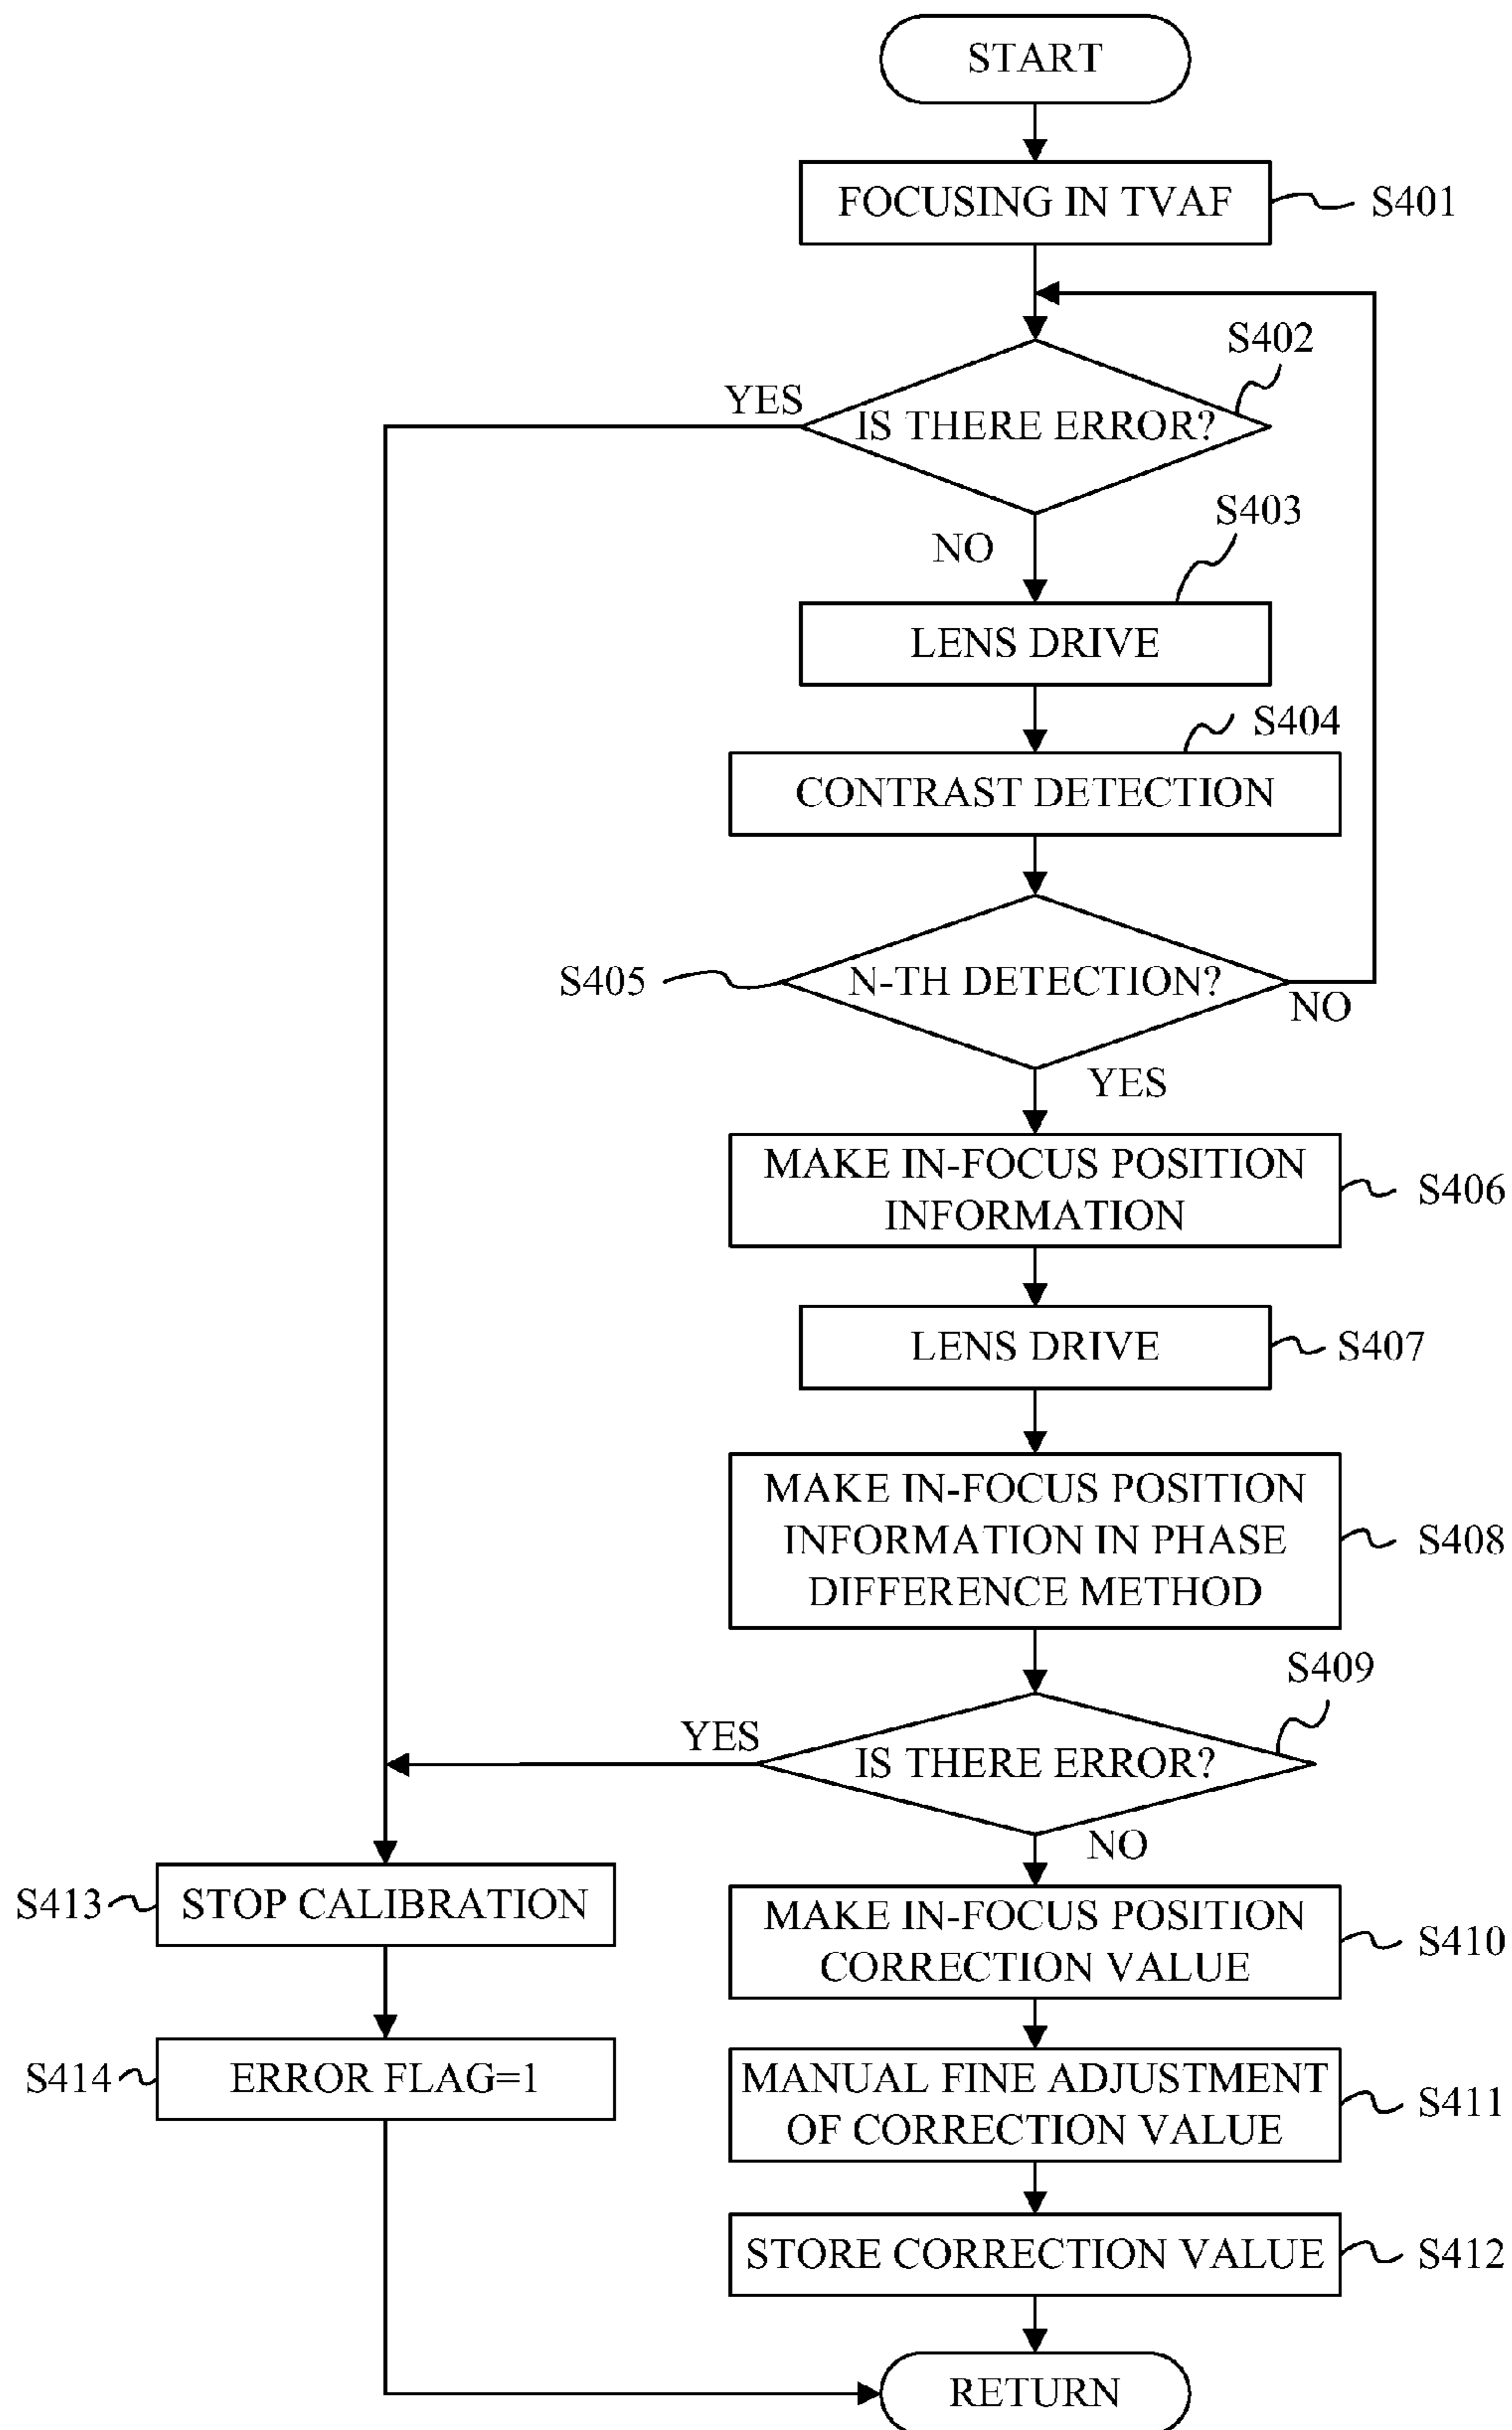 START
FOCUSING IN TVAF
S401
S402
YES
IS THERE ERROR?
S403
NO
LENS DRIVE
S404
CONTRAST DETECTION
S405
N-TH DETECTION?
NO
YES
MAKE IN-FOCUS POSITION
INFORMATION
S406
LENS DRIVE
S407
MAKE IN-FOCUS POSITION
INFORMATION IN PHASE
DIFFERENCE METHOD
S408
S409
YES
IS THERE ERROR?
NO
S413
STOP CALIBRATION
MAKE IN-FOCUS POSITION
CORRECTION VALUE
S410
S414
ERROR FLAG=1
MANUAL FINE ADJUSTMENT
OF CORRECTION VALUE
S411
STORE CORRECTION VALUE
S412
RETURN